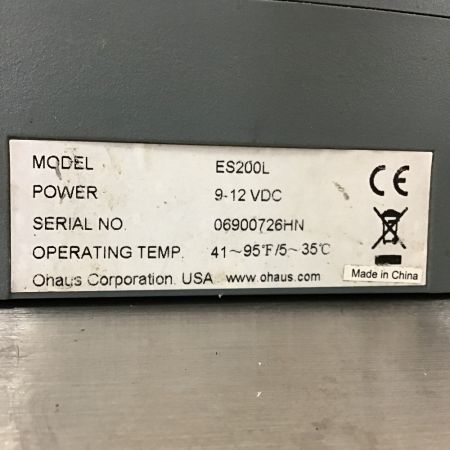 MODEL ES200L
POWER 9-12 VDC
SERIAL NO. 06900726HN
OPERATING TEMP. 41~95℉/5~35℃
Ohaus Corporation. USA www.ohaus.com
CE
Made in China